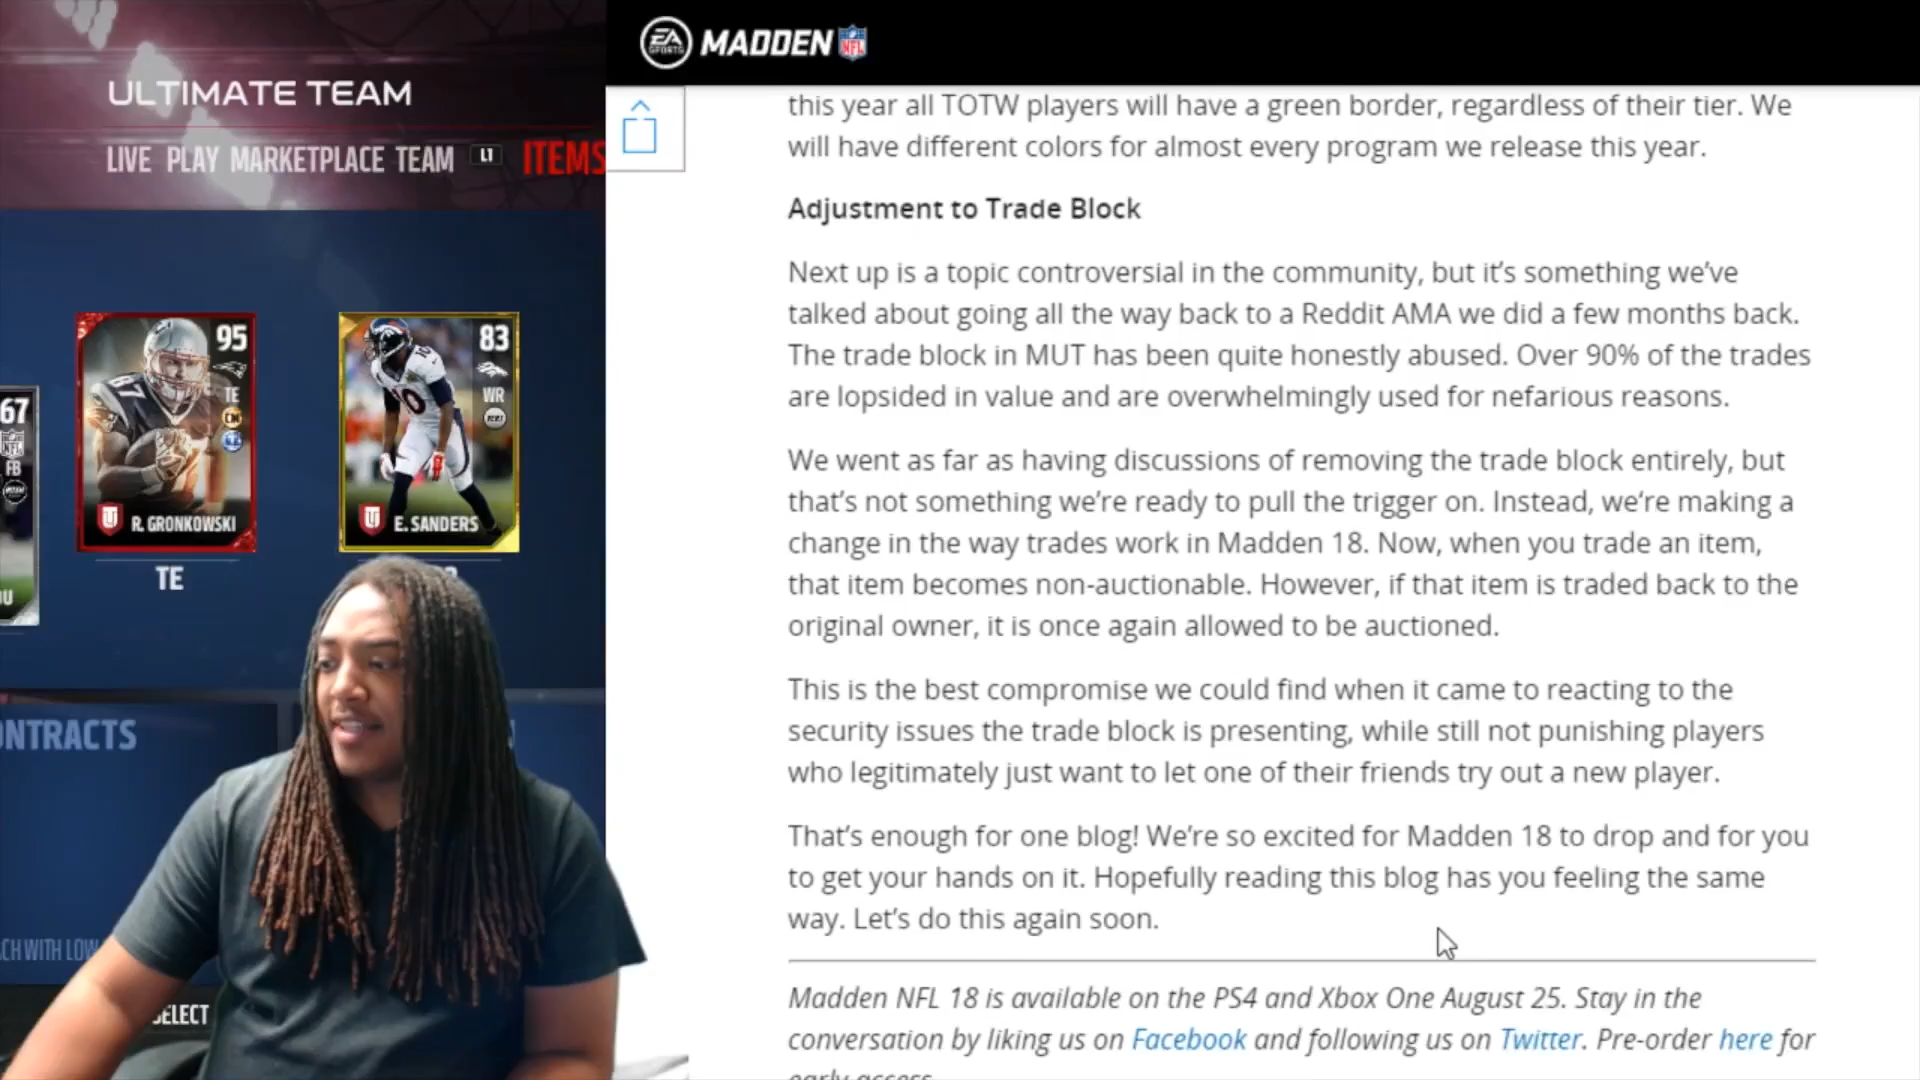 ULTIMATE TEAM
LIVE PLAY MARKETPLACE TEAM L1 ITEMS
67
FB
95
TE
87
R. GRONKOWSKI
TE
83
WR
10
E. SANDERS
ONTRACTS
ACH WITH LOW
SELECT
EA
SPORTS
MADDEN NFL
this year all TOTW players will have a green border, regardless of their tier. We
will have different colors for almost every program we release this year.
Adjustment to Trade Block
Next up is a topic controversial in the community, but it's something we've
talked about going all the way back to a Reddit AMA we did a few months back.
The trade block in MUT has been quite honestly abused. Over 90% of the trades
are lopsided in value and are overwhelmingly used for nefarious reasons.
We went as far as having discussions of removing the trade block entirely, but
that's not something we're ready to pull the trigger on. Instead, we're making a
change in the way trades work in Madden 18. Now, when you trade an item,
that item becomes non-auctionable. However, if that item is traded back to the
original owner, it is once again allowed to be auctioned.
This is the best compromise we could find when it came to reacting to the
security issues the trade block is presenting, while still not punishing players
who legitimately just want to let one of their friends try out a new player.
That's enough for one blog! We're so excited for Madden 18 to drop and for you
to get your hands on it. Hopefully reading this blog has you feeling the same
way. Let's do this again soon.
Madden NFL 18 is available on the PS4 and Xbox One August 25. Stay in the
conversation by liking us on Facebook and following us on Twitter. Pre-order here for
early access